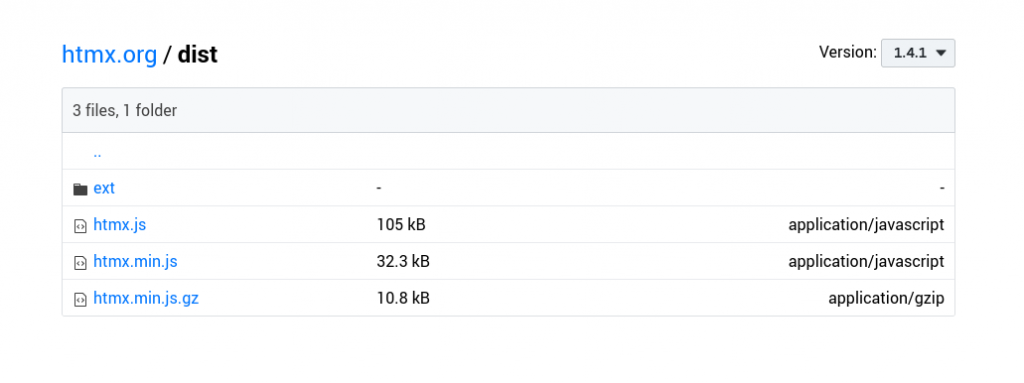 htmx.org / dist
Version: 1.4.1
3 files, 1 folder
..
ext - -
htmx.js 105 kB application/javascript
htmx.min.js 32.3 kB application/javascript
htmx.min.js.gz 10.8 kB application/gzip